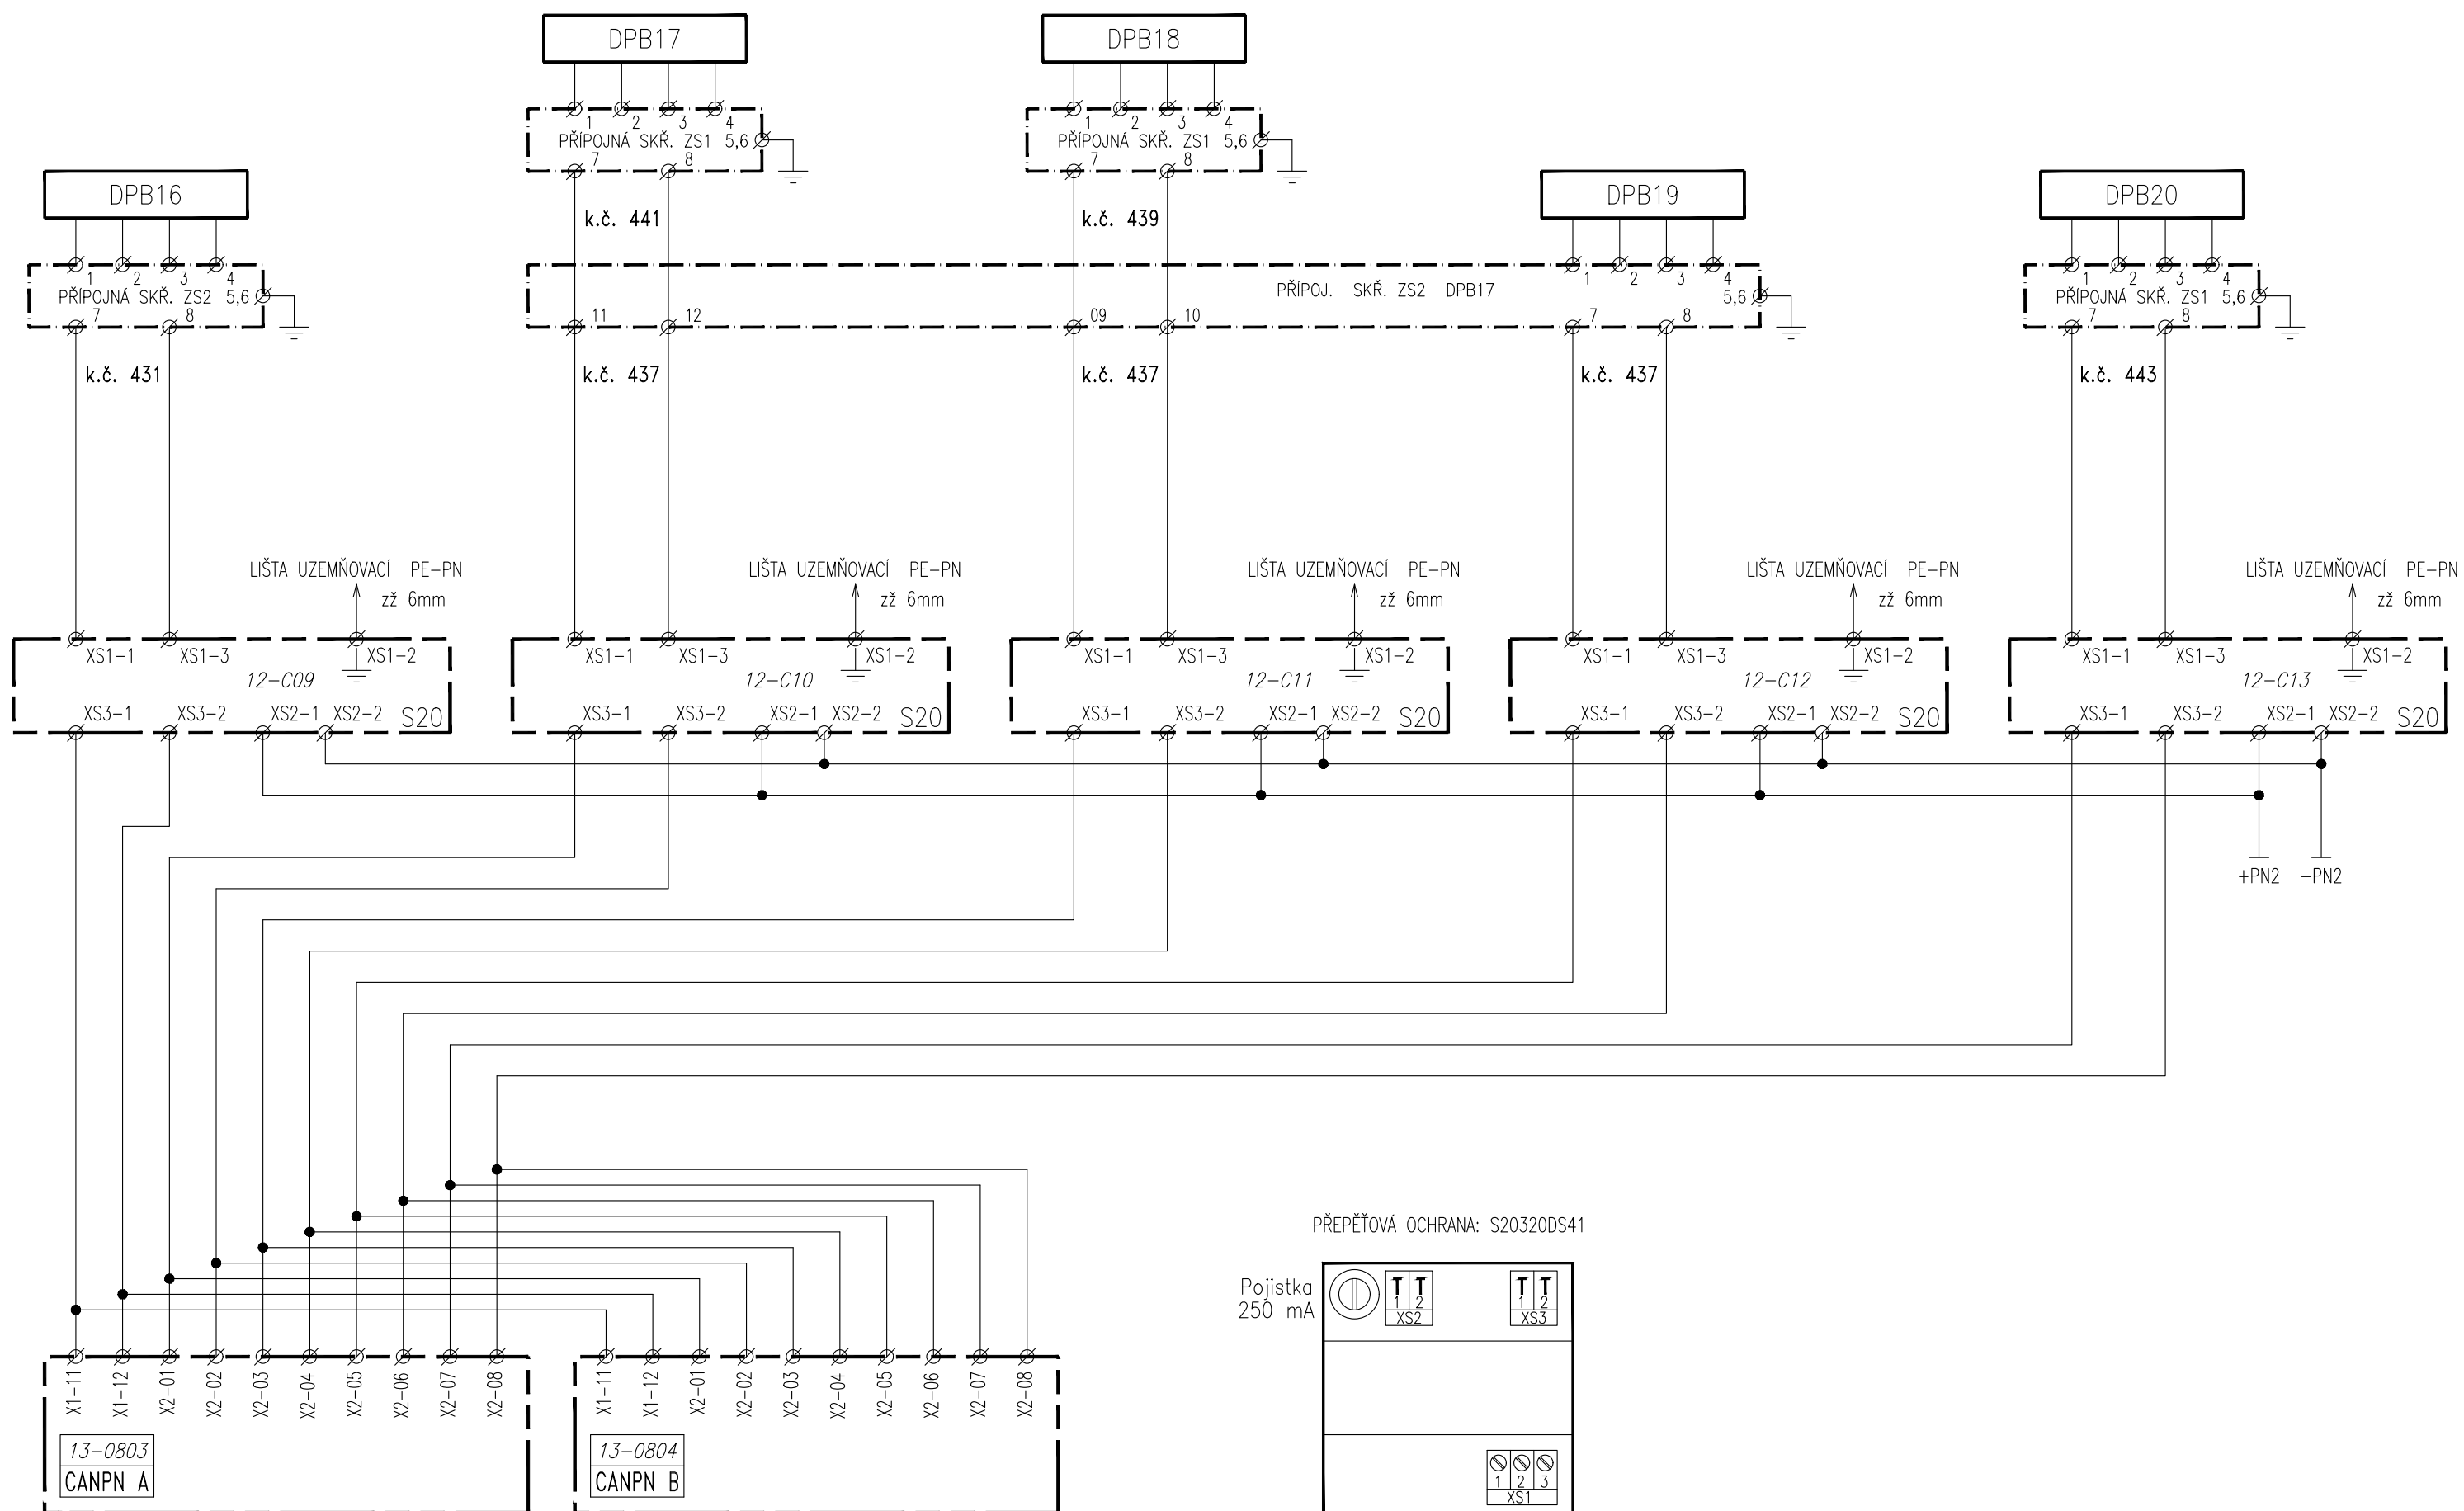 DPB17
DPB18
1 2 3 4
PŘÍPOJNÁ SKŘ. ZS1 5,6
7 8
1 2 3 4
PŘÍPOJNÁ SKŘ. ZS1 5,6
7 8
DPB16
DPB19
DPB20
k.č. 441
k.č. 439
1 2 3 4
PŘÍPOJNÁ SKŘ. ZS2 5,6
7 8
1 2 3 4
PŘÍPOJ. SKŘ. ZS2 DPB17
5,6
11 12 09 10 7 8
1 2 3 4
PŘÍPOJNÁ SKŘ. ZS1 5,6
7 8
k.č. 431
k.č. 437
k.č. 437
k.č. 437
k.č. 443
LIŠTA UZEMŇOVACÍ PE-PN
zž 6mm
LIŠTA UZEMŇOVACÍ PE-PN
zž 6mm
LIŠTA UZEMŇOVACÍ PE-PN
zž 6mm
LIŠTA UZEMŇOVACÍ PE-PN
zž 6mm
LIŠTA UZEMŇOVACÍ PE-PN
zž 6mm
XS1-1 XS1-3 XS1-2
12-C09
XS3-1 XS3-2 XS2-1 XS2-2 S20
XS1-1 XS1-3 XS1-2
12-C10
XS3-1 XS3-2 XS2-1 XS2-2 S20
XS1-1 XS1-3 XS1-2
12-C11
XS3-1 XS3-2 XS2-1 XS2-2 S20
XS1-1 XS1-3 XS1-2
12-C12
XS3-1 XS3-2 XS2-1 XS2-2 S20
XS1-1 XS1-3 XS1-2
12-C13
XS3-1 XS3-2 XS2-1 XS2-2 S20
+PN2 -PN2
PŘEPĚŤOVÁ OCHRANA: S20320DS41
Pojistka
250 mA
1 2
XS2
1 2
XS3
1 2 3
XS1
X1-11 X1-12 X2-01 X2-02 X2-03 X2-04 X2-05 X2-06 X2-07 X2-08
13-0803
CANPN A
X1-11 X1-12 X2-01 X2-02 X2-03 X2-04 X2-05 X2-06 X2-07 X2-08
13-0804
CANPN B